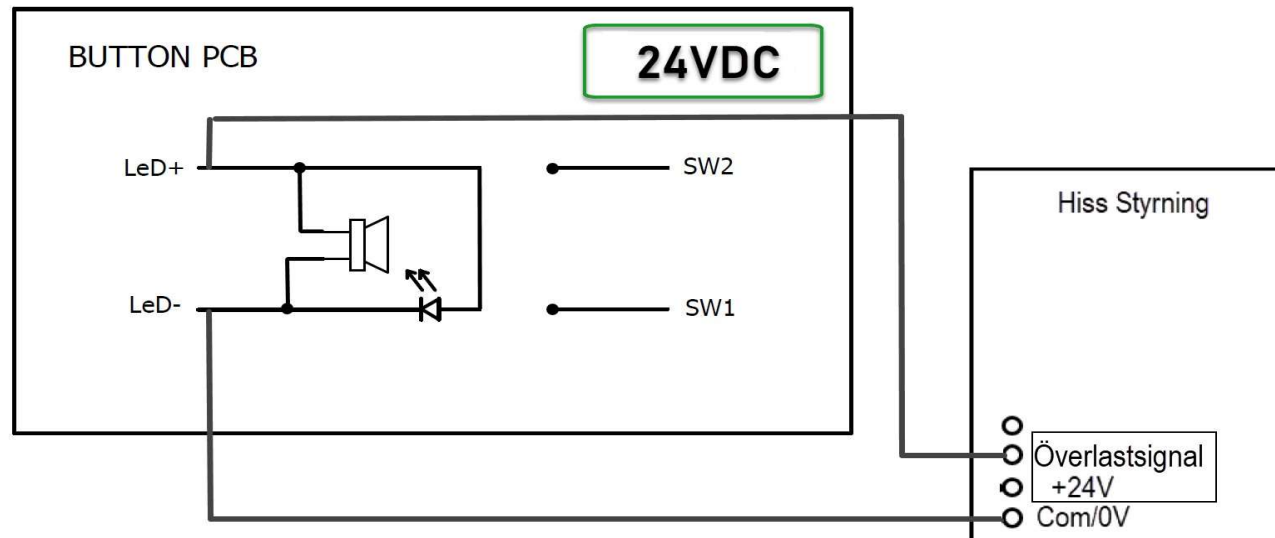 BUTTON PCB
24VDC
LeD+
SW2
Hiss Styrning
LeD-
SW1
Överlastsignal
+24V
Com/0V